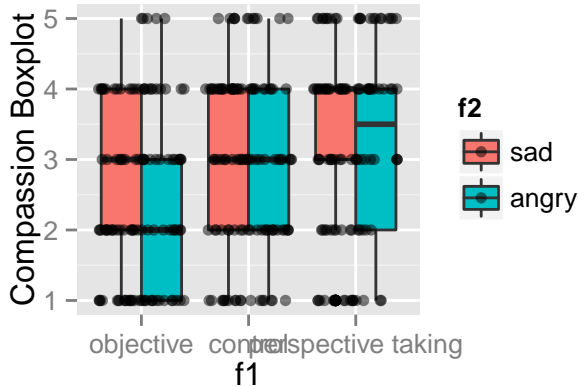 Compassion Boxplot
5
4
3
2
1
objective control perspective taking
f1
f2
sad
angry